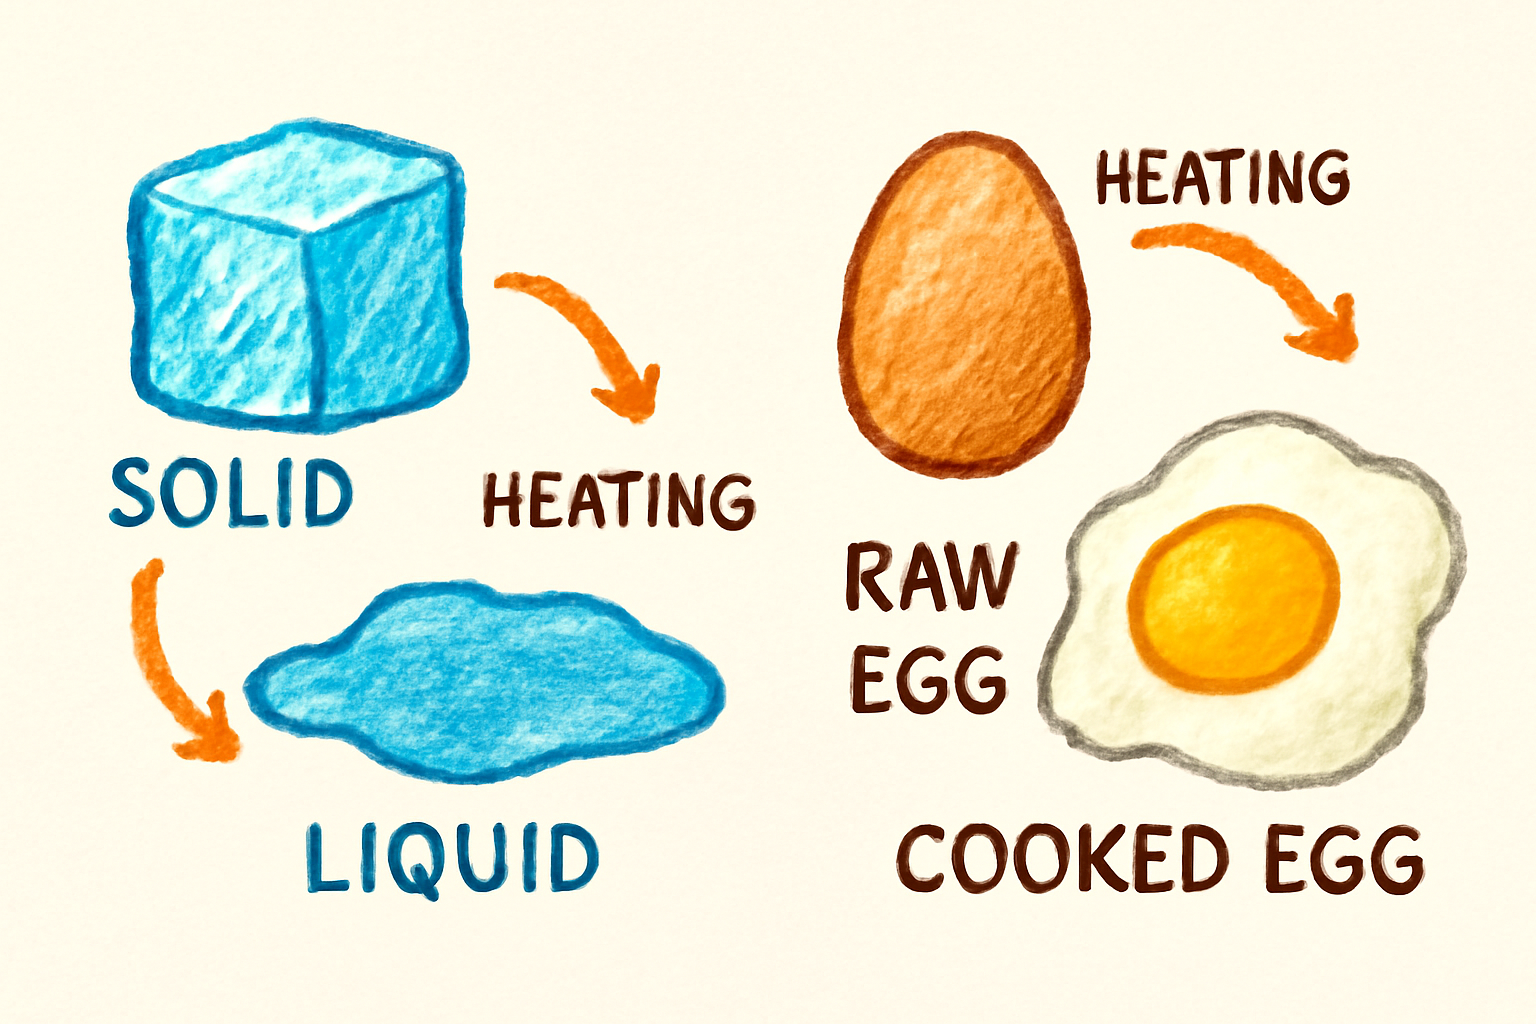 SOLID
HEATING
LIQUID
HEATING
RAW
EGG
COOKED EGG